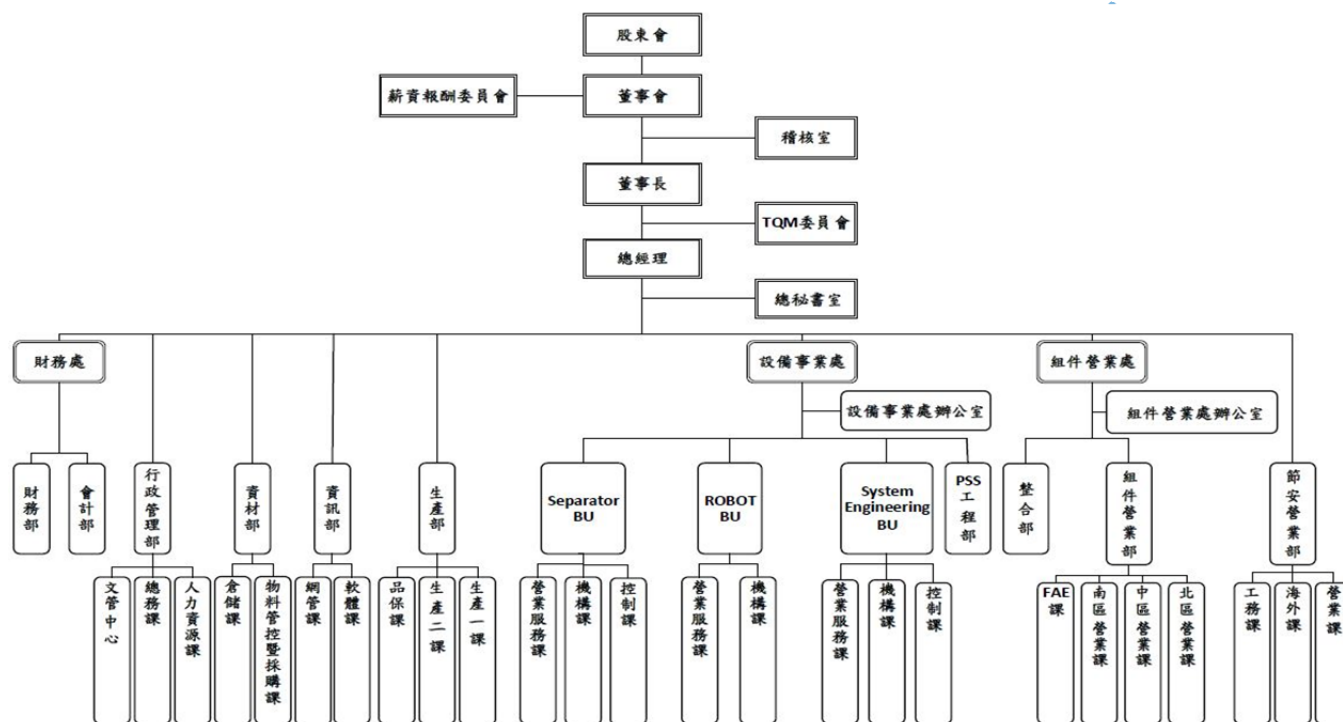 股東會
薪資報酬委員會
董事會
稽核室
董事長
TQM委員會
總經理
總秘書室
財務處
設備事業處
組件營業處
設備事業處辦公室
組件營業處辦公室
財務部
會計部
行政管理部
資材部
資訊部
生產部
Separator
BU
ROBOT
BU
System
Engineering
BU
PSS
工程部
整合部
組件營業部
節安營業部
文管中心
總務課
人力資源課
倉儲課
物料管控暨採購課
網管課
軟體課
品保課
生產二課
生產一課
營業服務課
機構課
控制課
營業服務課
機構課
營業服務課
機構課
控制課
FAE
課
南區營業課
中區營業課
北區營業課
工務課
海外課
營業課